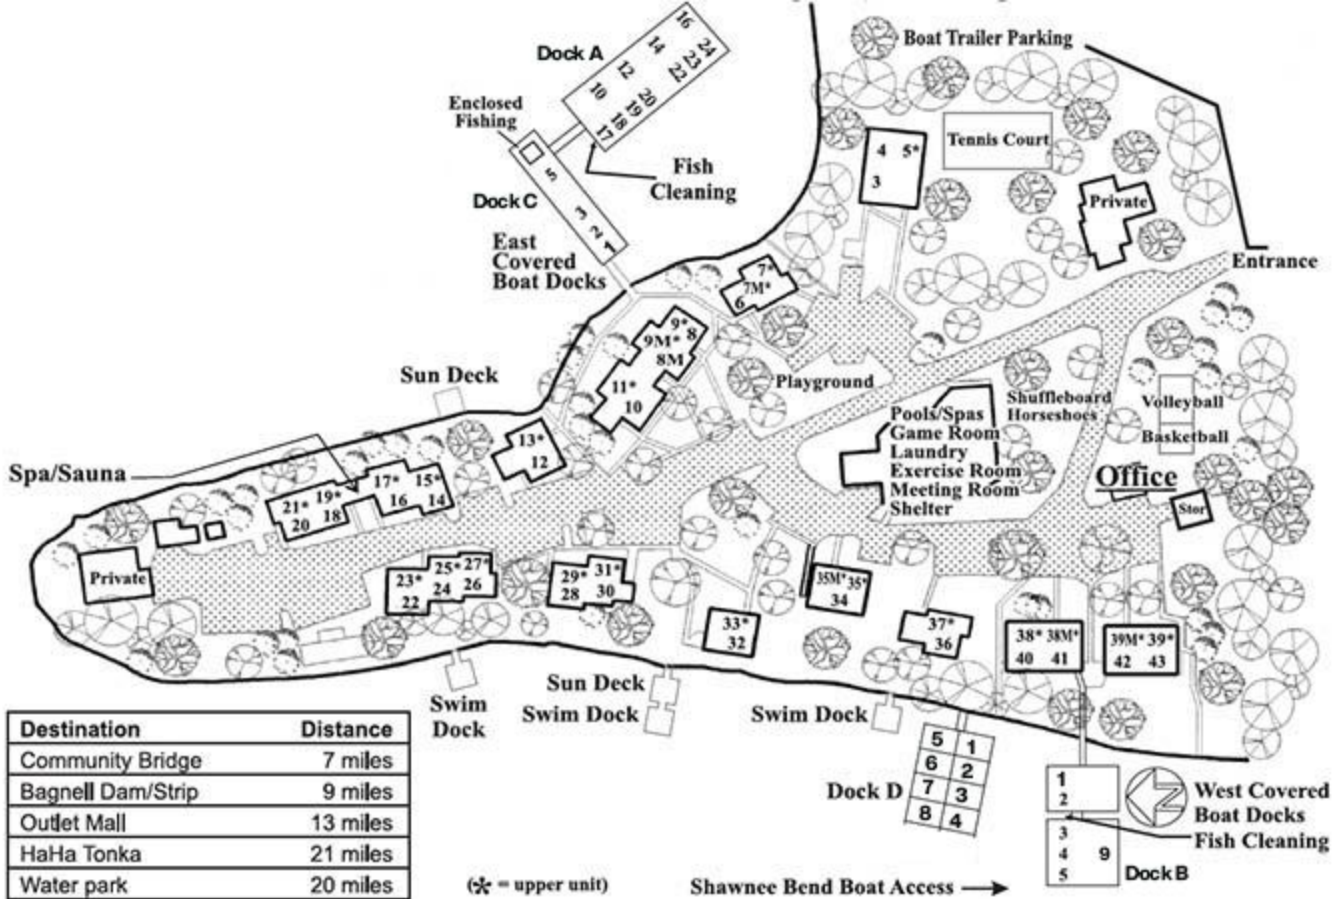 16
24
14
23
Dock A
22
12
20
10
19
18
17
Enclosed
Fishing
Fish
Cleaning
5
Dock C
3
2
1
East
Covered
Boat Docks
Boat Trailer Parking
Tennis Court
4 5*
3
Private
Entrance
7*
7M*
6
9* 8
9M*
8M
11*
10
Playground
Sun Deck
13*
12
Spa/Sauna
17* 15*
16 14
21* 19*
20 18
Private
Pools/Spas
Game Room
Laundry
Exercise Room
Meeting Room
Shelter
Shuffleboard
Horseshoes
Volleyball
Basketball
Office
Stor
23* 25* 27*
22 24 26
29* 31*
28 30
33*
32
35M* 35*
34
37*
36
38* 38M*
40 41
39M* 39*
42 43
Swim
Dock
Sun Deck
Swim Dock
Swim Dock
Dock D
5 1
6 2
7 3
8 4
1
2
3
4 9
5
Dock B
West Covered
Boat Docks
Fish Cleaning
Destination Distance
Community Bridge 7 miles
Bagnell Dam/Strip 9 miles
Outlet Mall 13 miles
HaHa Tonka 21 miles
Water park 20 miles
(* = upper unit)
Shawnee Bend Boat Access